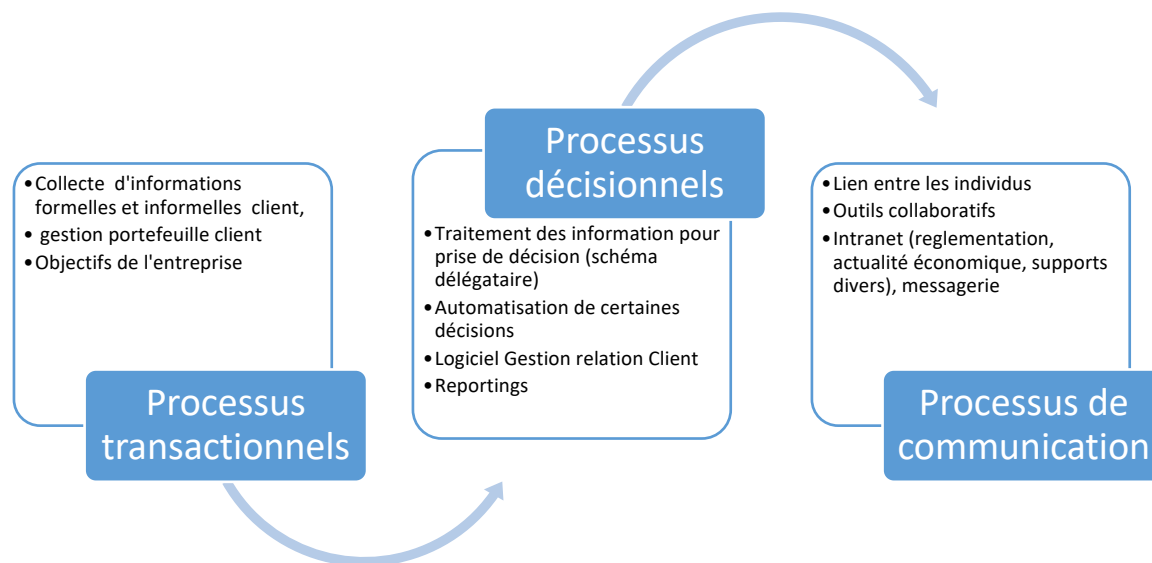 •Collecte d'informations
formelles et informelles client,
• gestion portefeuille client
•Objectifs de l'entreprise
Processus
transactionnels
Processus
décisionnels
•Traitement des information pour
prise de décision (schéma
délégataire)
•Automatisation de certaines
décisions
•Logiciel Gestion relation Client
•Reportings
•Lien entre les individus
•Outils collaboratifs
•Intranet (reglementation,
actualité économique, supports
divers), messagerie
Processus de
communication